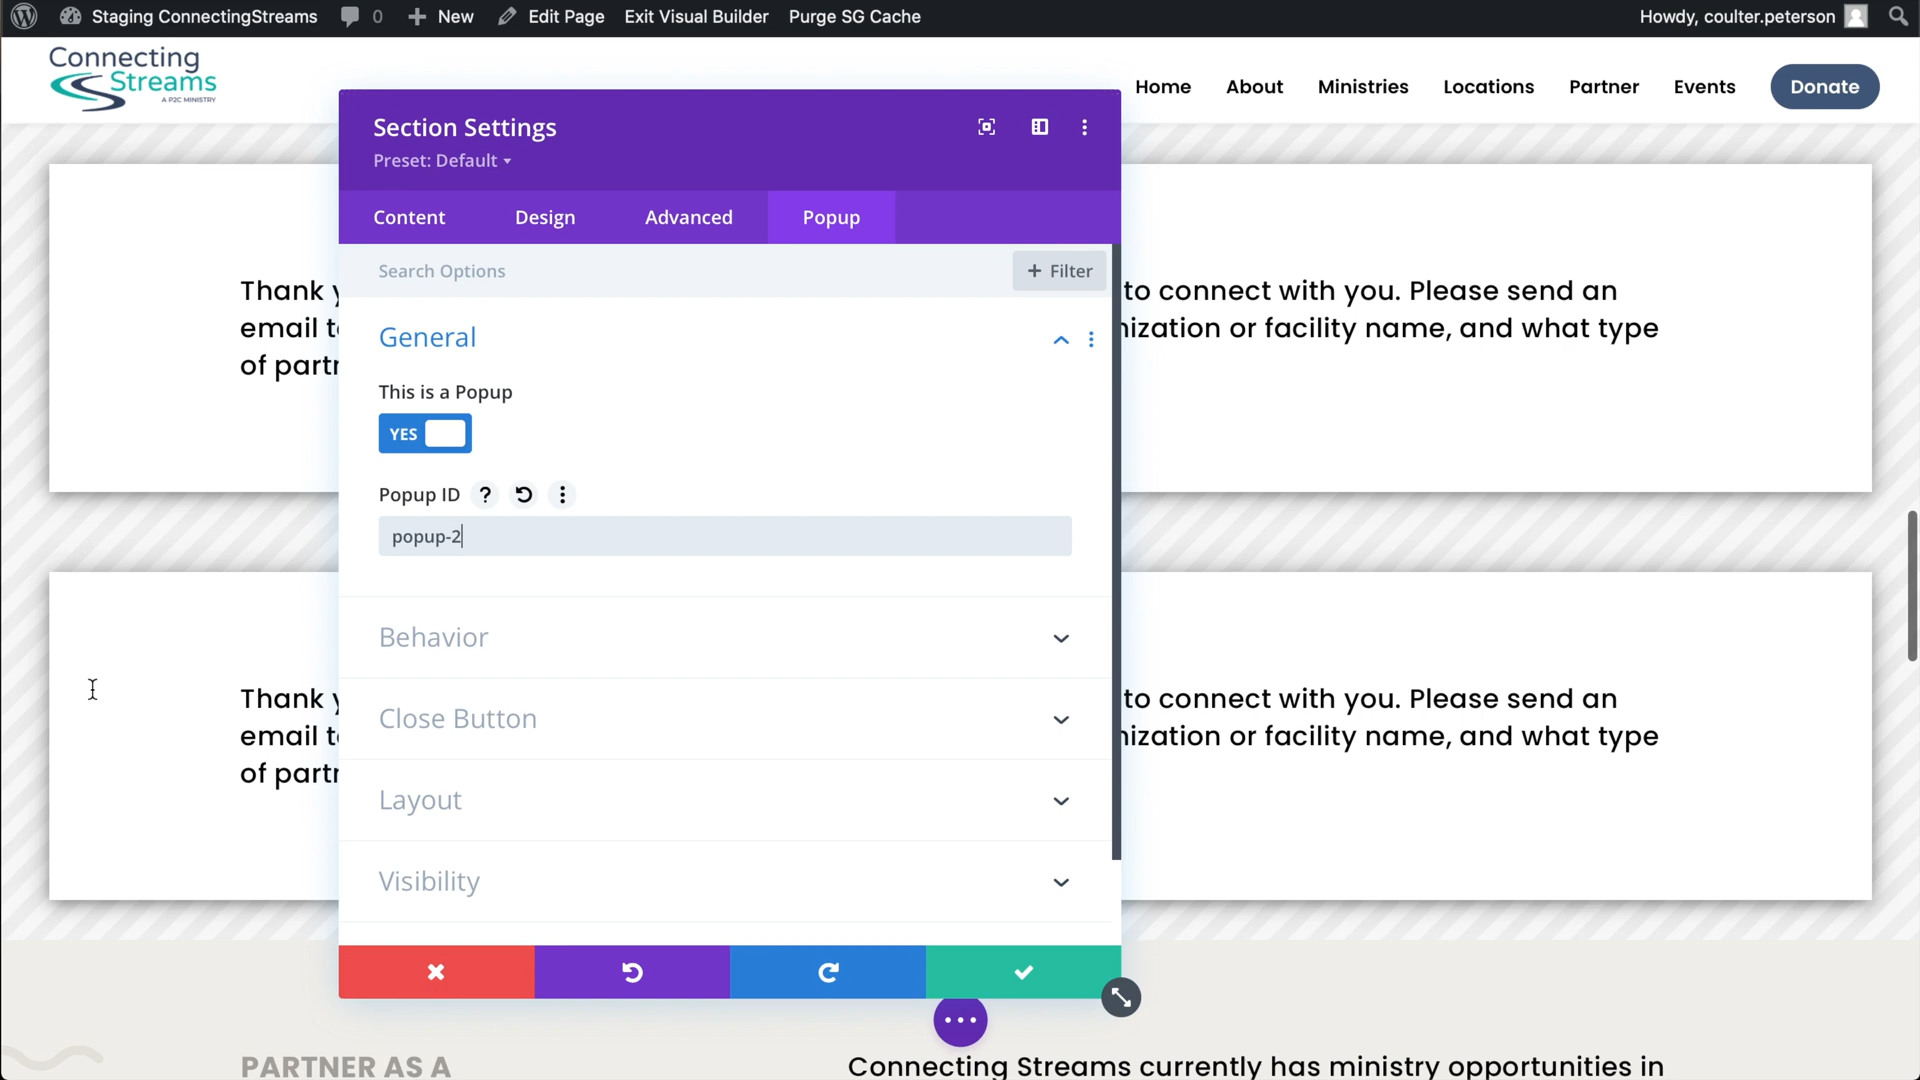 Staging ConnectingStreams 0 New Edit Page Exit Visual Builder Purge SG Cache Howdy, coulter.peterson
Connecting
Streams
A P2C MINISTRY
Home About Ministries Locations Partner Events Donate
Section Settings
Preset: Default
Content Design Advanced Popup
Search Options
+ Filter
General
This is a Popup
YES
Popup ID ?
popup-2
Behavior
Close Button
Layout
Visibility
Thank to connect with you. Please send an
email or facility name, and what type
of
Thank to connect with you. Please send an
email or facility name, and what type
of
PARTNER AS A
Connecting Streams currently has ministry opportunities in